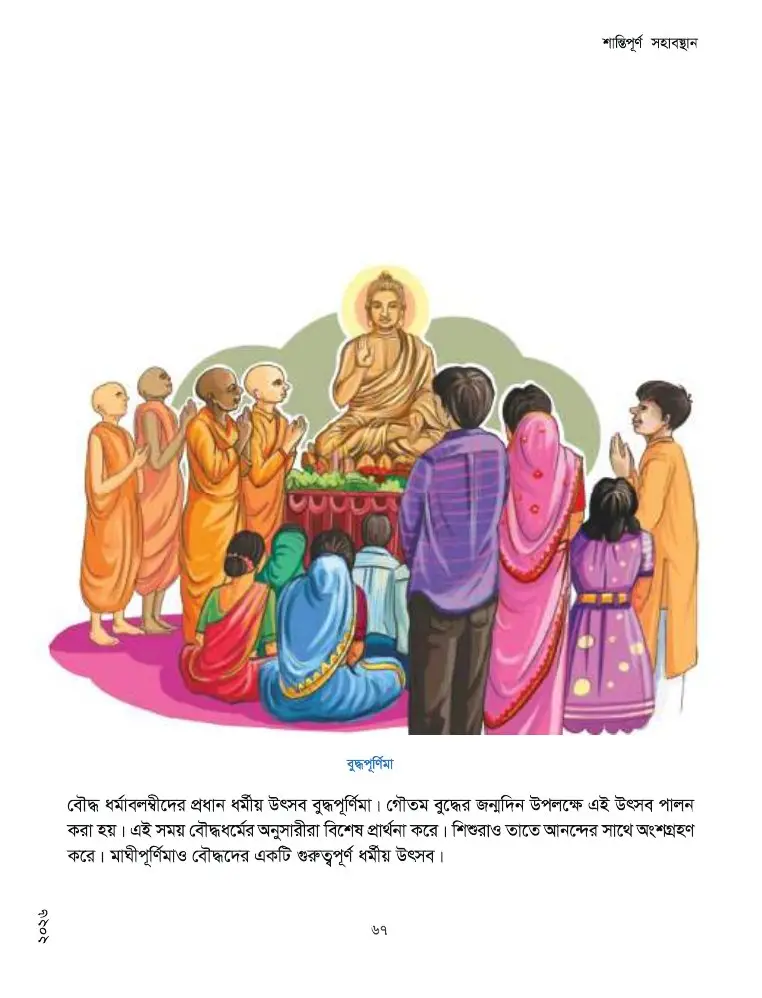 শান্তিপূর্ণ সহাবস্থান
বুদ্ধপূর্ণিমা
বৌদ্ধ ধর্মাবলম্বীদের প্রধান ধর্মীয় উৎসব বুদ্ধপূর্ণিমা। গৌতম বুদ্ধের জন্মদিন উপলক্ষে এই উৎসব পালন
করা হয়। এই সময় বৌদ্ধধর্মের অনুসারীরা বিশেষ প্রার্থনা করে। শিশুরাও তাতে আনন্দের সাথে অংশগ্রহণ
করে। মাঘীপূর্ণিমাও বৌদ্ধদের একটি গুরুত্বপূর্ণ ধর্মীয় উৎসব।
২০২৬
৬৭